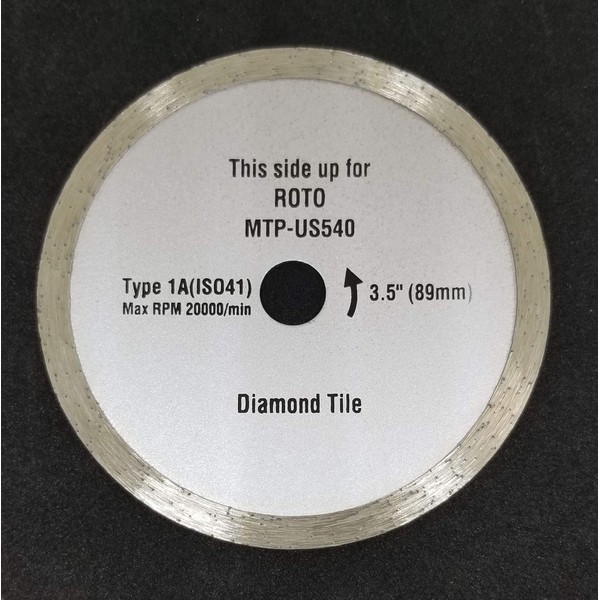 This side up for
ROTO
MTP-US540
Type 1A(ISO41)
Max RPM 20000/min
3.5" (89mm)
Diamond Tile